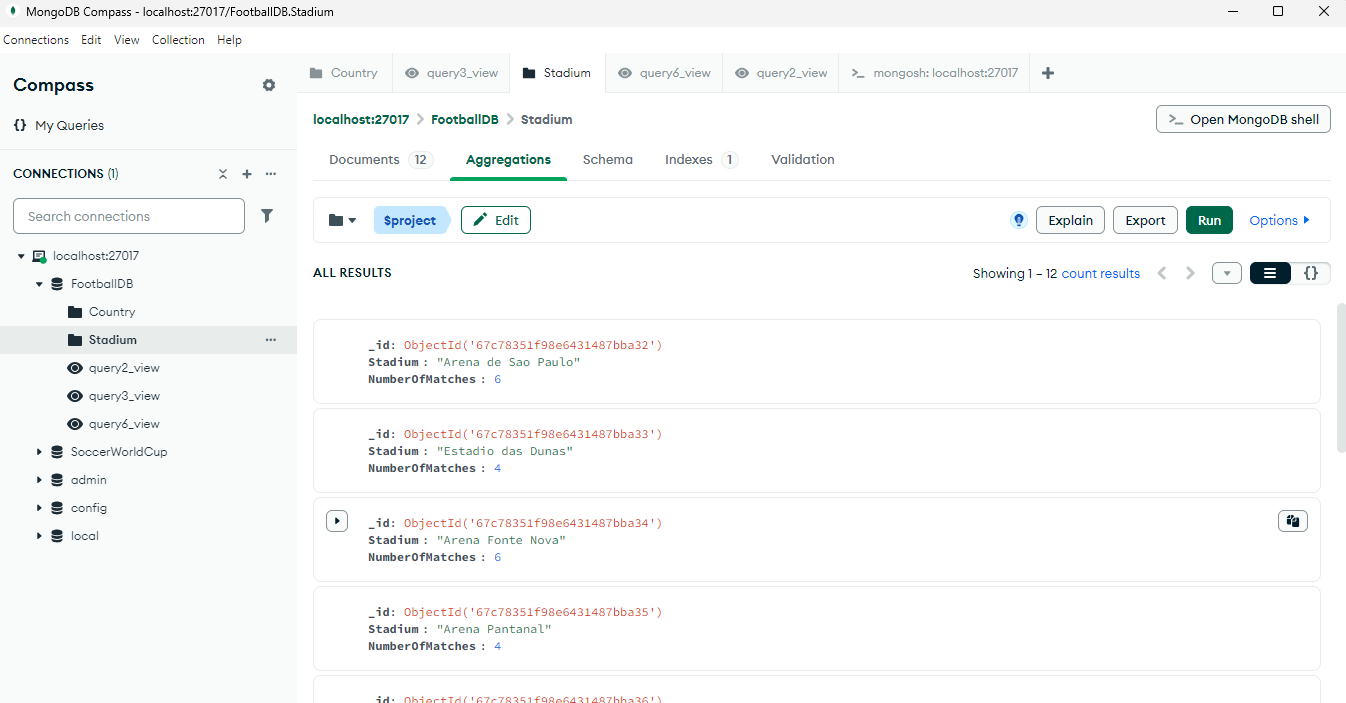 MongoDB Compass - localhost:27017/FootballDB.Stadium
Connections Edit View Collection Help
Compass
{} My Queries
CONNECTIONS (1)
Search connections
localhost:27017
FootballDB
Country
Stadium
query2_view
query3_view
query6_view
SoccerWorldCup
admin
config
local
Country query3_view Stadium query6_view query2_view >_ mongosh: localhost:27017
localhost:27017 > FootballDB > Stadium
>_ Open MongoDB shell
Documents 12 Aggregations Schema Indexes 1 Validation
$project Edit Explain Export Run Options
ALL RESULTS
Showing 1 – 12 count results
{}
_id: ObjectId('67c78351f98e6431487bba32')
Stadium : "Arena de Sao Paulo"
NumberOfMatches : 6
_id: ObjectId('67c78351f98e6431487bba33')
Stadium : "Estadio das Dunas"
NumberOfMatches : 4
_id: ObjectId('67c78351f98e6431487bba34')
Stadium : "Arena Fonte Nova"
NumberOfMatches : 6
_id: ObjectId('67c78351f98e6431487bba35')
Stadium : "Arena Pantanal"
NumberOfMatches : 4
_id: ObjectId('67c78351f98e6431487bba36')